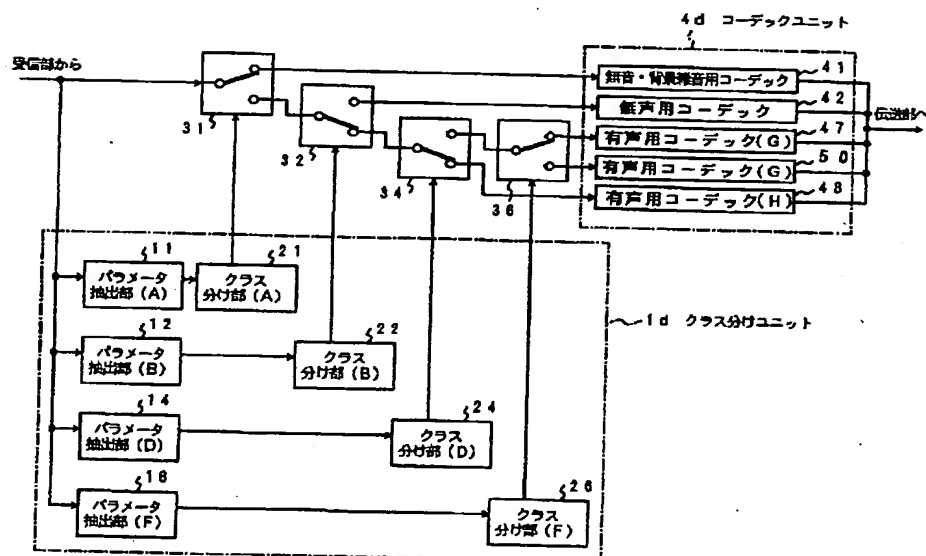 4d コーデックユニット
受信部から
41
無音・背景雑音用コーデック
31
42
無声用コーデック
伝送部へ
32
47
有声用コーデック(G)
34
50
有声用コーデック(G)
36
48
有声用コーデック(H)
11
パラメータ
抽出部(A)
21
クラス
分け部(A)
1d クラス分けユニット
12
パラメータ
抽出部(B)
22
クラス
分け部(B)
14
パラメータ
抽出部(D)
24
クラス
分け部(D)
16
パラメータ
抽出部(F)
26
クラス
分け部(F)